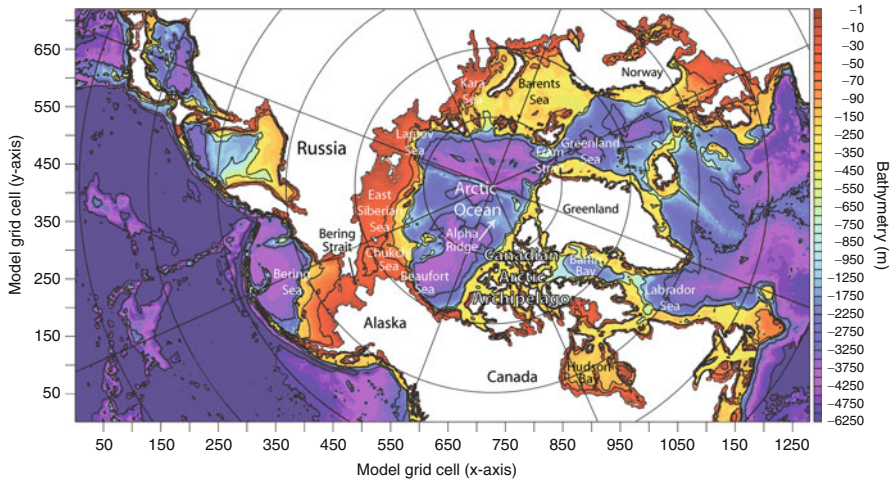 650
550
450
350
250
150
50
Model grid cell (y-axis)
50 150 250 350 450 550 650 750 850 950 1050 1150 1250
Model grid cell (x-axis)
Russia
Bering
Strait
Alaska
Canada
Norway
Greenland
Kara
Sea
Barents
Sea
Laptev
Sea
Fram
Strait
Greenland
Sea
East
Siberian
Sea
Arctic
Ocean
Alpha
Ridge
Chukchi
Sea
Beaufort
Sea
Bering
Sea
Canadian
Arctic
Archipelago
Baffin
Bay
Labrador
Sea
Hudson
Bay
−1
−10
−30
−50
−70
−90
−150
−250
−350
−450
−550
−650
−750
−850
−950
−1250
−1750
−2250
−2750
−3250
−3750
−4250
−4750
−6250
Bathymetry (m)